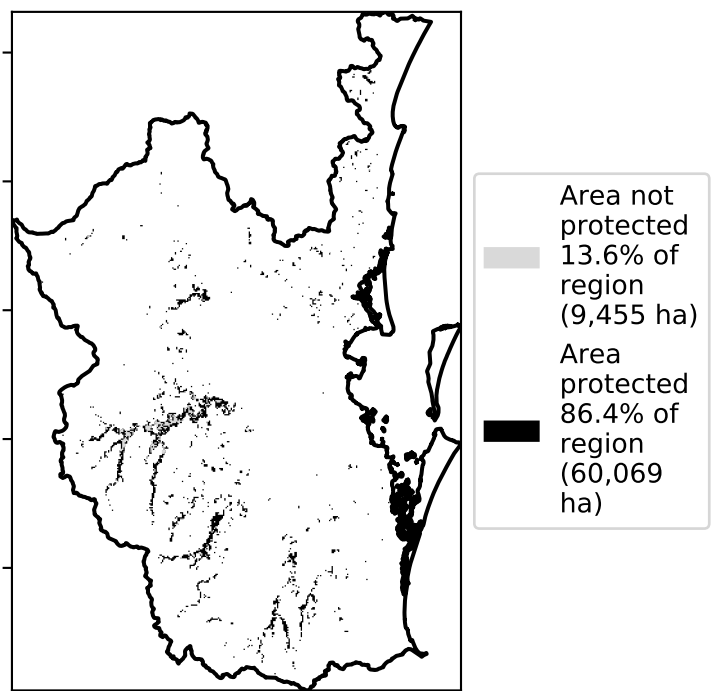 Area not
protected
13.6% of
region
(9,455 ha)
Area
protected
86.4% of
region
(60,069
ha)